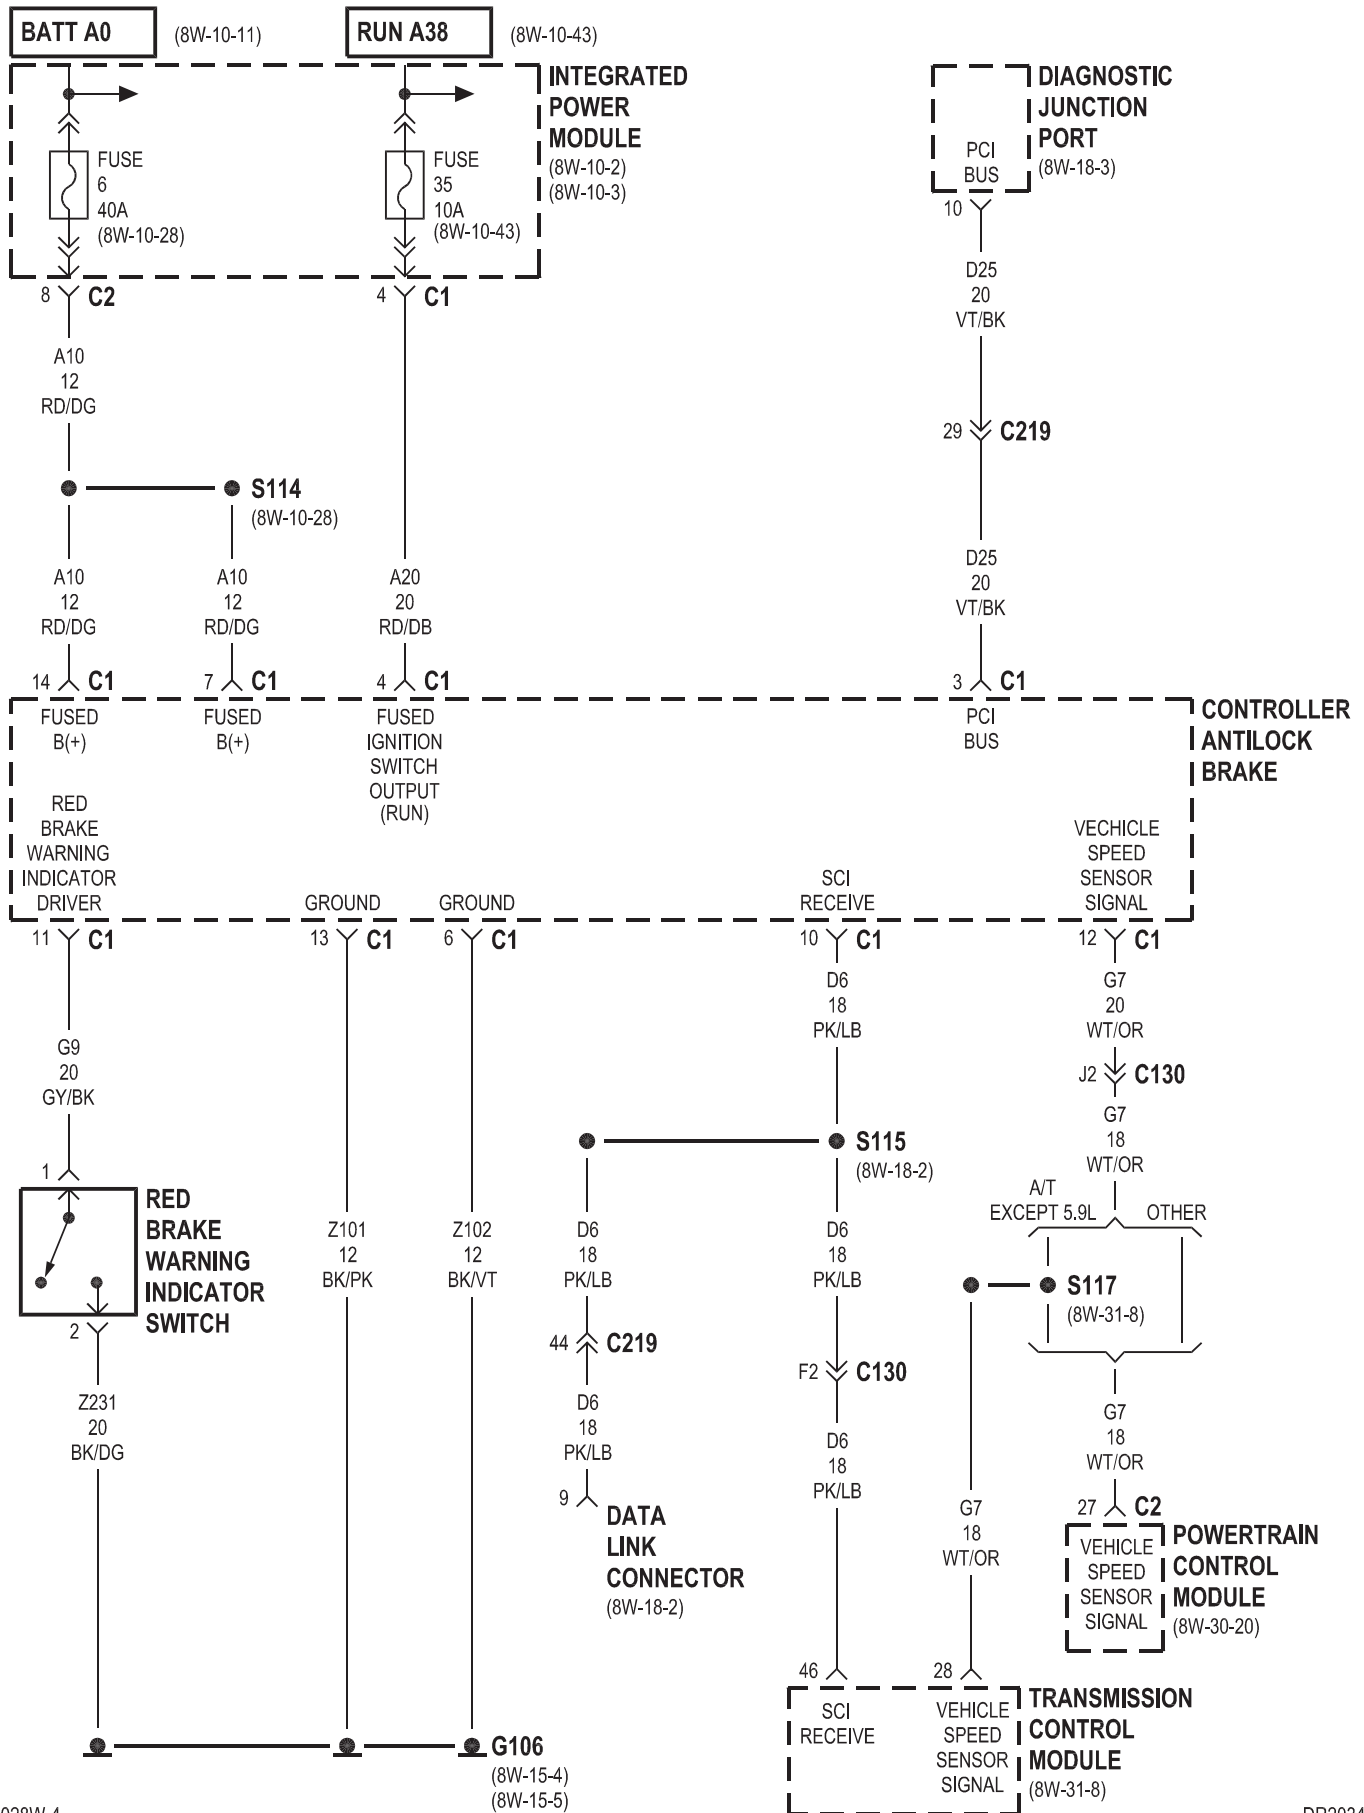 BATT A0 (8W-10-11) RUN A38 (8W-10-43)
INTEGRATED
POWER
MODULE
(8W-10-2)
(8W-10-3)
DIAGNOSTIC
JUNCTION
PORT
(8W-18-3)
FUSE
6
40A
(8W-10-28)
FUSE
35
10A
(8W-10-43)
PCI
BUS
10
8 C2
4 C1
D25
20
VT/BK
A10
12
RD/DG
29 C219
S114
(8W-10-28)
A10
12
RD/DG
A10
12
RD/DG
A20
20
RD/DB
D25
20
VT/BK
14 C1
7 C1
4 C1
3 C1
CONTROLLER
ANTILOCK
BRAKE
FUSED
B(+)
FUSED
B(+)
FUSED
IGNITION
SWITCH
OUTPUT
(RUN)
PCI
BUS
RED
BRAKE
WARNING
INDICATOR
DRIVER
GROUND
GROUND
SCI
RECEIVE
VECHICLE
SPEED
SENSOR
SIGNAL
11 C1
13 C1
6 C1
10 C1
12 C1
D6
18
PK/LB
G7
20
WT/OR
G9
20
GY/BK
J2 C130
G7
18
WT/OR
S115
(8W-18-2)
1
RED
BRAKE
WARNING
INDICATOR
SWITCH
2
A/T
EXCEPT 5.9L
OTHER
Z101
12
BK/PK
Z102
12
BK/VT
D6
18
PK/LB
D6
18
PK/LB
S117
(8W-31-8)
44 C219
F2 C130
Z231
20
BK/DG
D6
18
PK/LB
D6
18
PK/LB
G7
18
WT/OR
9
DATA
LINK
CONNECTOR
(8W-18-2)
G7
18
WT/OR
27 C2
POWERTRAIN
CONTROL
MODULE
(8W-30-20)
VEHICLE
SPEED
SENSOR
SIGNAL
46
28
TRANSMISSION
CONTROL
MODULE
(8W-31-8)
SCI
RECEIVE
VEHICLE
SPEED
SENSOR
SIGNAL
G106
(8W-15-4)
(8W-15-5)